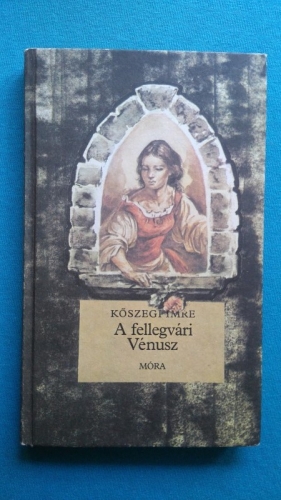 KŐSZEGI IMRE
A fellegvári
Vénusz
MÓRA